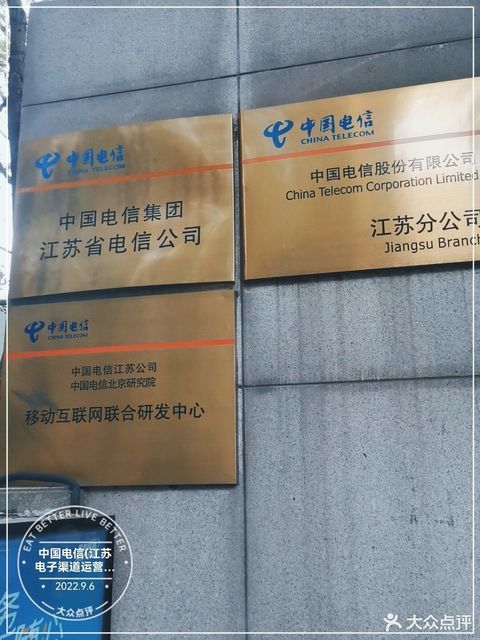 中国电信
CHINA TELECOM
中国电信集团
江苏省电信公司
中国电信
CHINA TELECOM
中国电信股份有限公司
China Telecom Corporation Limited
江苏分公司
Jiangsu Branch
中国电信
CHINA TELECOM
中国电信江苏公司
中国电信北京研究院
移动互联网联合研发中心
EAT BETTER LIVE BETTER
中国电信(江苏
电子渠道运营...
2022.9.6
大众点评
大众点评